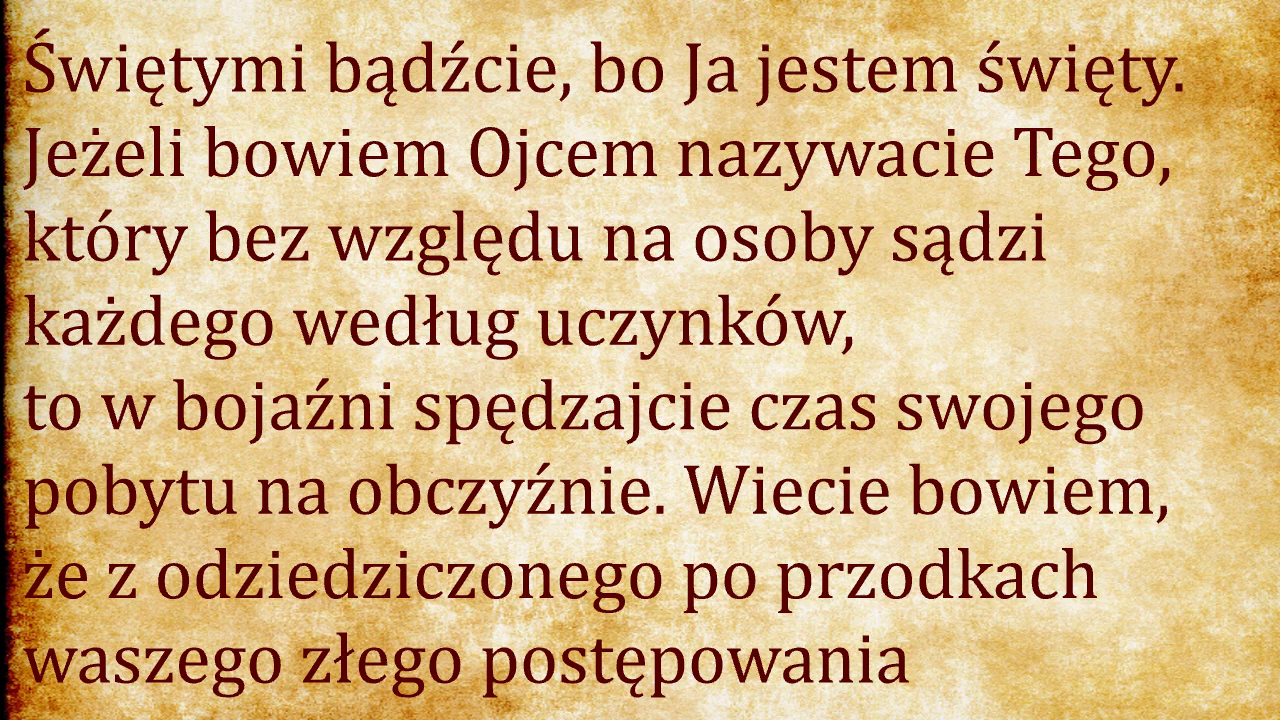 Świętymi bądźcie, bo Ja jestem święty.
Jeżeli bowiem Ojcem nazywacie Tego,
który bez względu na osoby sądzi
każdego według uczynków,
to w bojaźni spędzajcie czas swojego
pobytu na obczyźnie. Wiecie bowiem,
że z odziedziczonego po przodkach
waszego złego postępowania